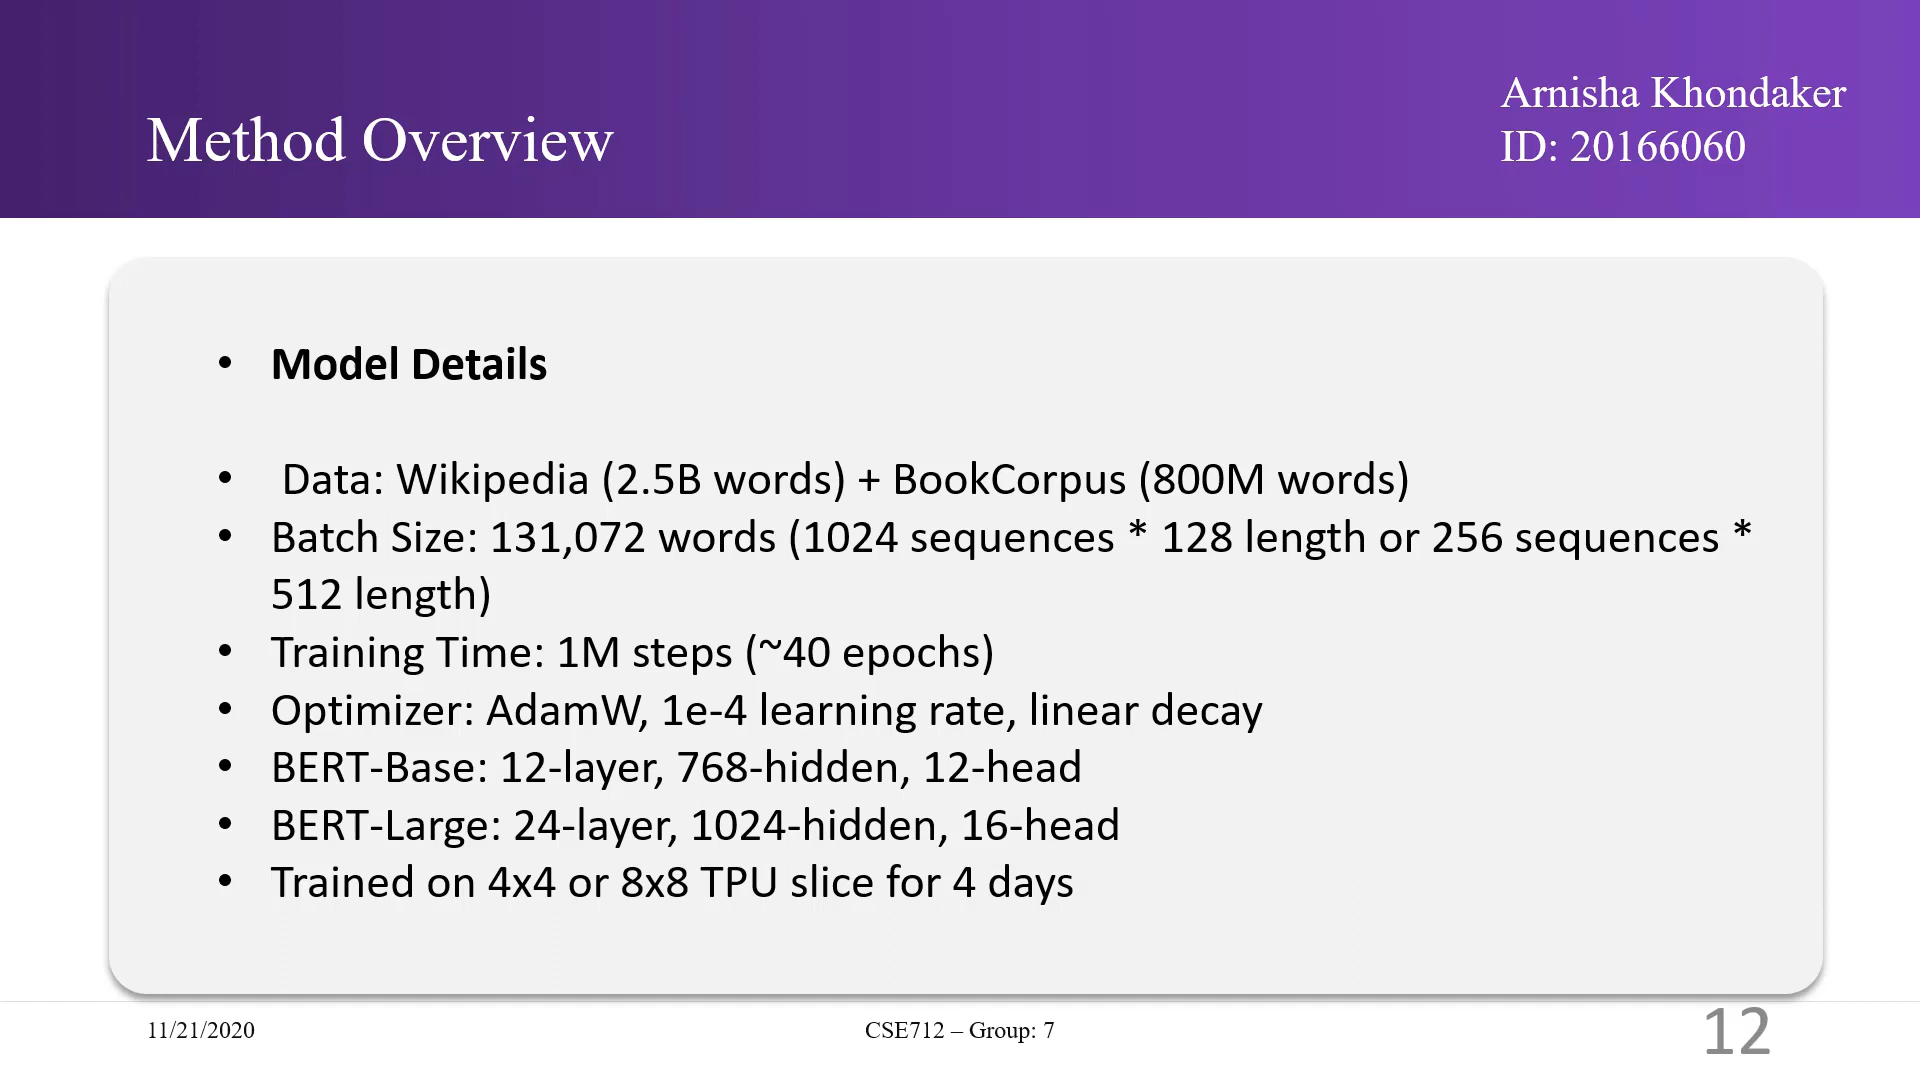 Method Overview
Arnisha Khondaker
ID: 20166060
• Model Details
• Data: Wikipedia (2.5B words) + BookCorpus (800M words)
• Batch Size: 131,072 words (1024 sequences * 128 length or 256 sequences *
512 length)
• Training Time: 1M steps (~40 epochs)
• Optimizer: AdamW, 1e-4 learning rate, linear decay
• BERT-Base: 12-layer, 768-hidden, 12-head
• BERT-Large: 24-layer, 1024-hidden, 16-head
• Trained on 4x4 or 8x8 TPU slice for 4 days
11/21/2020
CSE712 – Group: 7
12